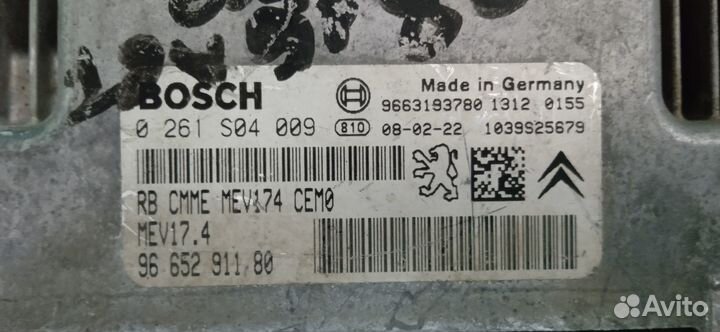 BOSCH
Made in Germany
9663193780 1312 0155
0 261 S04 009 810 08-02-22 1039S25679
RB CMME MEV174 CEM0
MEV17.4
96 652 911 80
Avito